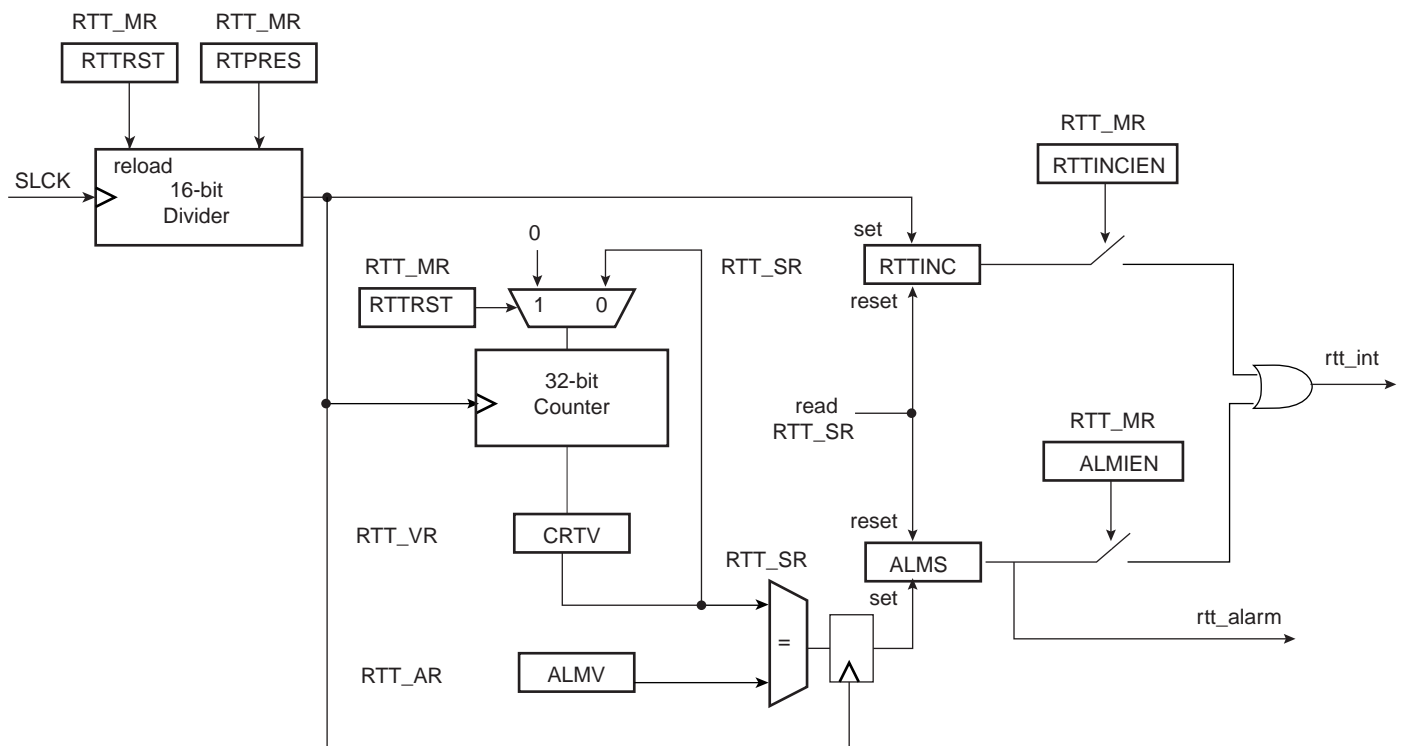 RTT_MR
RTTRST
RTT_MR
RTPRES
SLCK
reload
16-bit
Divider
0
RTT_MR
RTTRST
1 0
RTT_SR
32-bit
Counter
RTT_VR
CRTV
RTT_AR
ALMV
RTT_SR
=
set
RTTINC
reset
read
RTT_SR
reset
ALMS
set
RTT_MR
RTTINCIEN
RTT_MR
ALMIEN
rtt_int
rtt_alarm